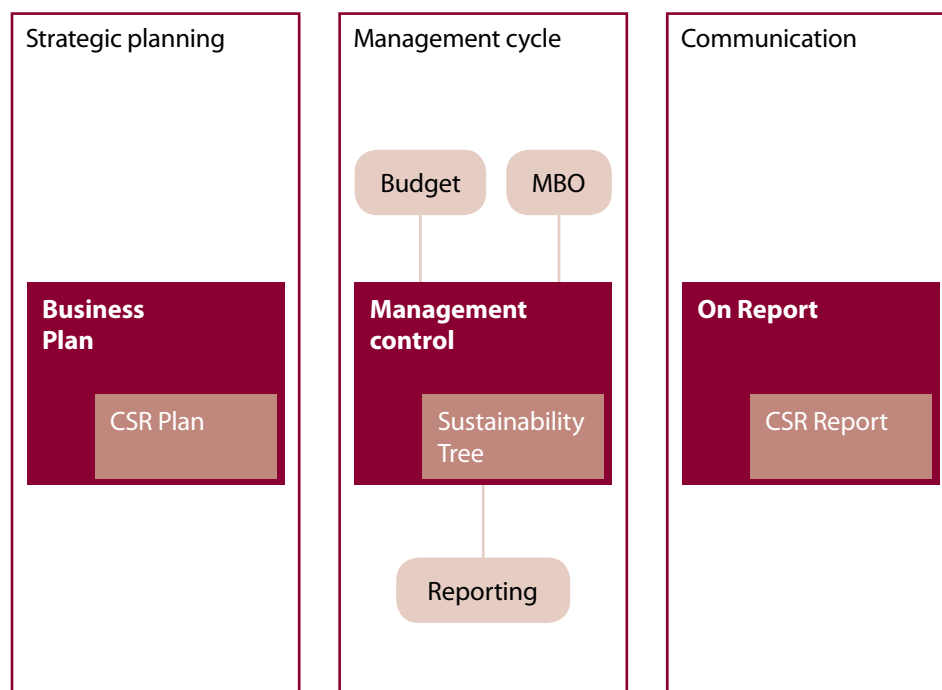 Strategic planning
Business
Plan
CSR Plan
Management cycle
Budget
MBO
Management
control
Sustainability
Tree
Reporting
Communication
On Report
CSR Report